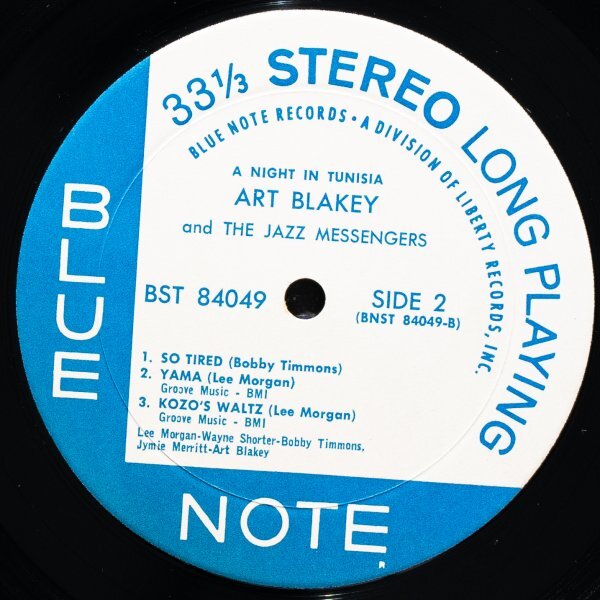 33⅓ STEREO LONG PLAYING
BLUE NOTE RECORDS • A DIVISION OF LIBERTY RECORDS, INC.
A NIGHT IN TUNISIA
ART BLAKEY
and THE JAZZ MESSENGERS
BST 84049
SIDE 2
(BNST 84049-B)
1. SO TIRED (Bobby Timmons)
2. YAMA (Lee Morgan)
Groove Music - BMI
3. KOZO'S WALTZ (Lee Morgan)
Groove Music - BMI
Lee Morgan-Wayne Shorter-Bobby Timmons,
Jymie Merritt-Art Blakey
BLUE
NOTE
R